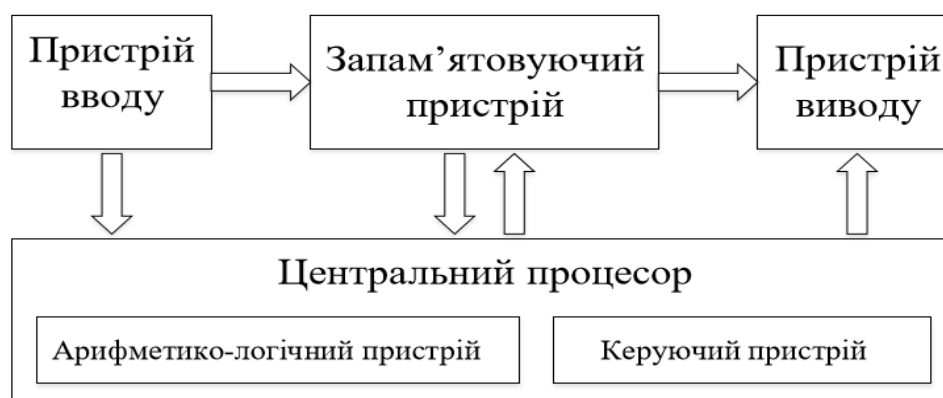 Пристрій
вводу
Запам’ятовуючий
пристрій
Пристрій
виводу
Центральний процесор
Арифметико-логічний пристрій
Керуючий пристрій